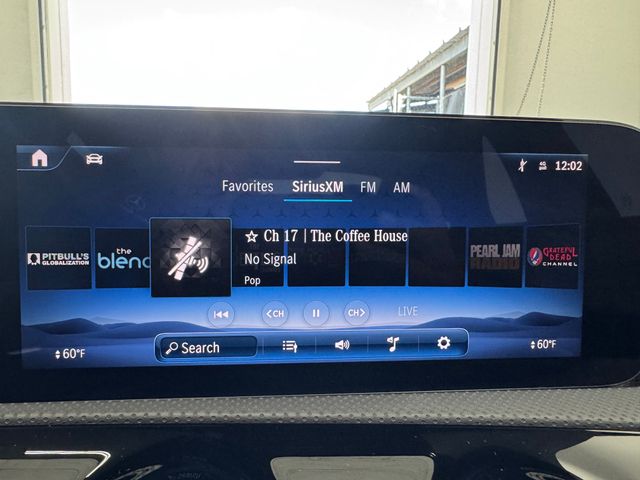 4G
12:02
Favorites SiriusXM FM AM
PITBULL'S
GLOBALIZATION
the
blend
☆ Ch 17 | The Coffee House
No Signal
Pop
PEARL JAM
RADIO
GRATEFUL
DEAD
CHANNEL
<CH CH> LIVE
60°F Search 60°F